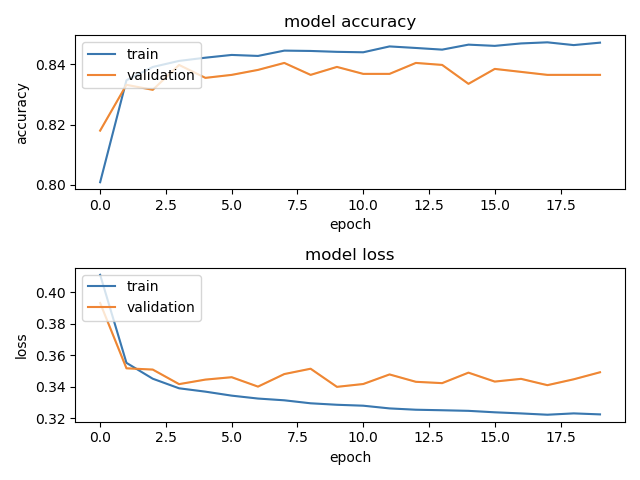 model accuracy
train
validation
0.84
0.82
0.80
accuracy
0.0 2.5 5.0 7.5 10.0 12.5 15.0 17.5
epoch
model loss
train
validation
0.40
0.38
0.36
0.34
0.32
loss
0.0 2.5 5.0 7.5 10.0 12.5 15.0 17.5
epoch